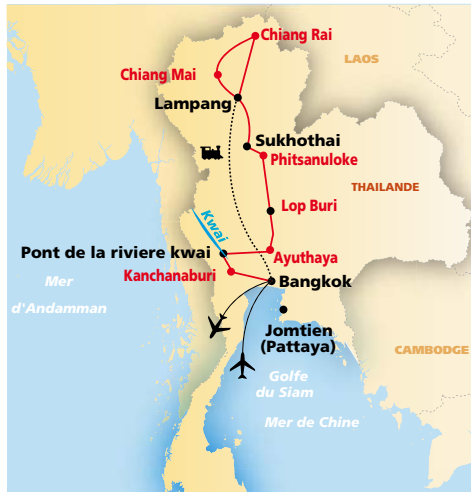 Chiang Rai
LAOS
Chiang Mai
Lampang
Sukhothai
Phitsanuloke
THAILANDE
Lop Buri
Kwai
Pont de la riviere kwai
Ayuthaya
Kanchanaburi
Bangkok
Mer
d'Andamman
Jomtien
(Pattaya)
CAMBODGE
Golfe
du Siam
Mer de Chine